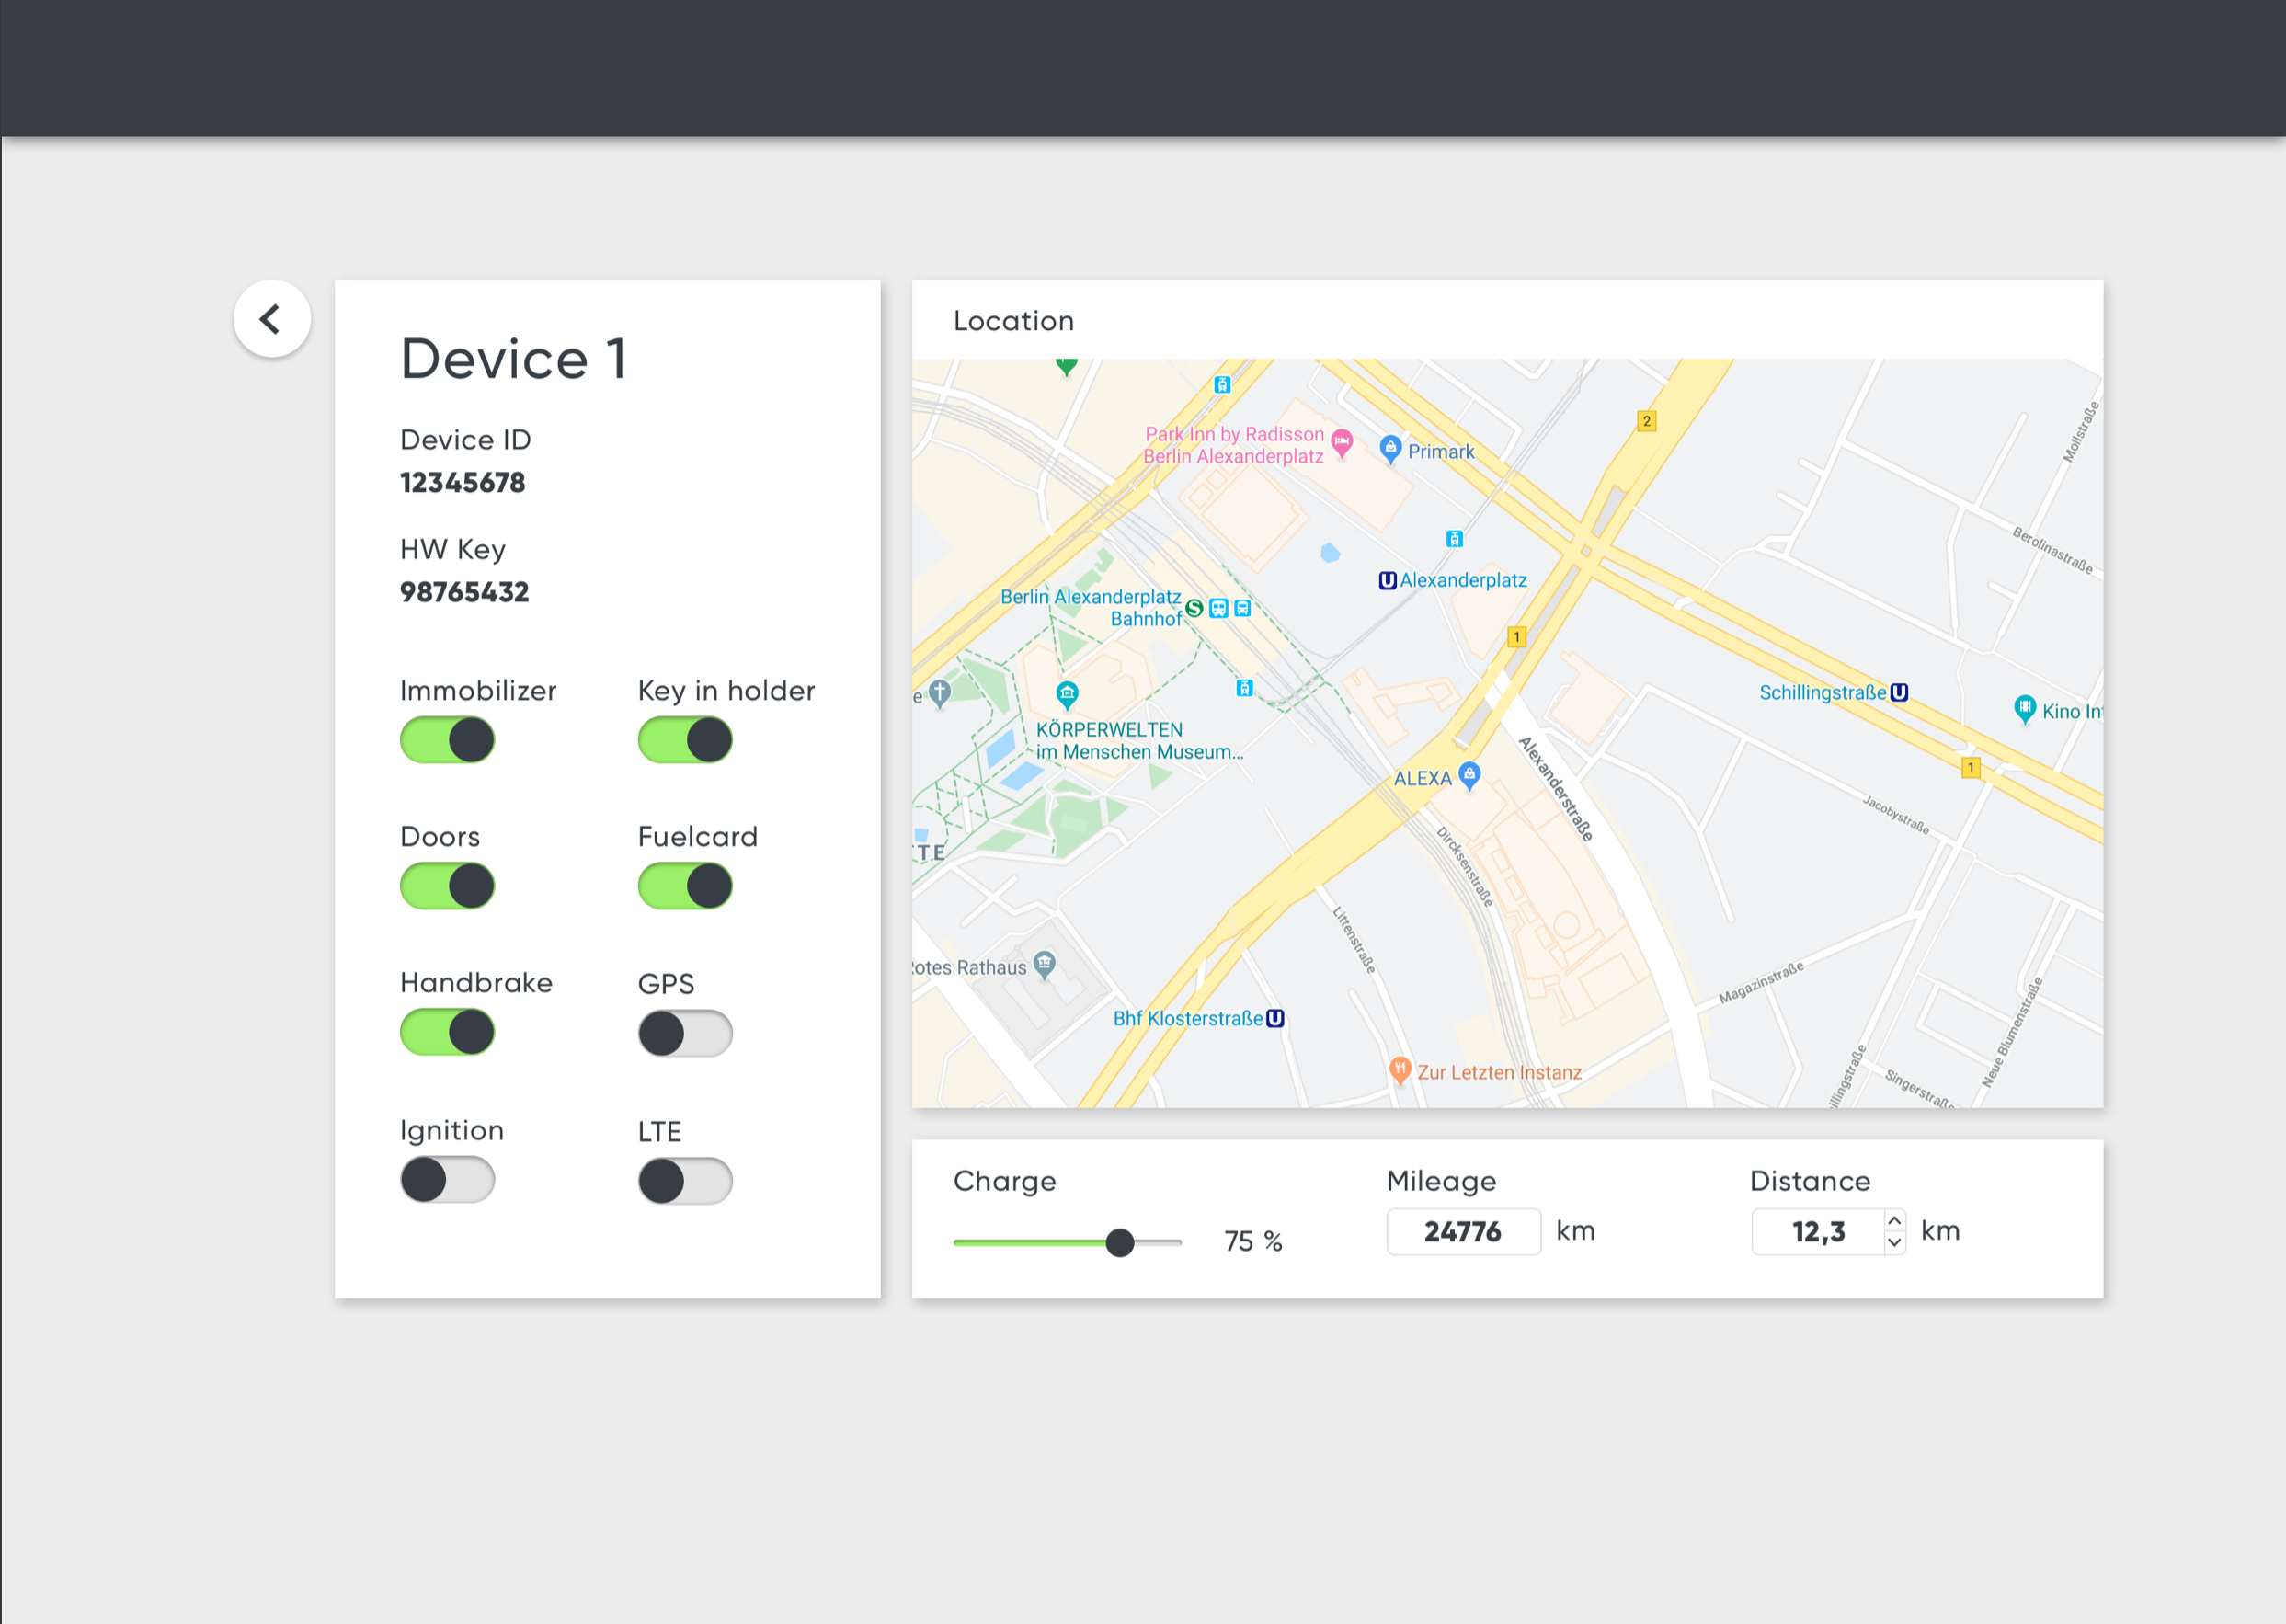 Device 1
Device ID
12345678
HW Key
98765432
Immobilizer
Key in holder
Doors
Fuelcard
Handbrake
GPS
Ignition
LTE
Location
2
Mollstraße
Park Inn by Radisson
Berlin Alexanderplatz
Primark
Berolinastraße
U Alexanderplatz
Berlin Alexanderplatz
Bahnhof
S
1
Schillingstraße U
e
Kino Int
KÖRPERWELTEN
im Menschen Museum...
1
ALEXA
Alexanderstraße
Jacobystraße
Dircksenstraße
TE
Littenstraße
Rotes Rathaus
Magazinstraße
Bhf Klosterstraße U
Neue Blumenstraße
Zur Letzten Instanz
illingstraße
Singerstraße
Charge
75 %
Mileage
24776 km
Distance
12,3 km